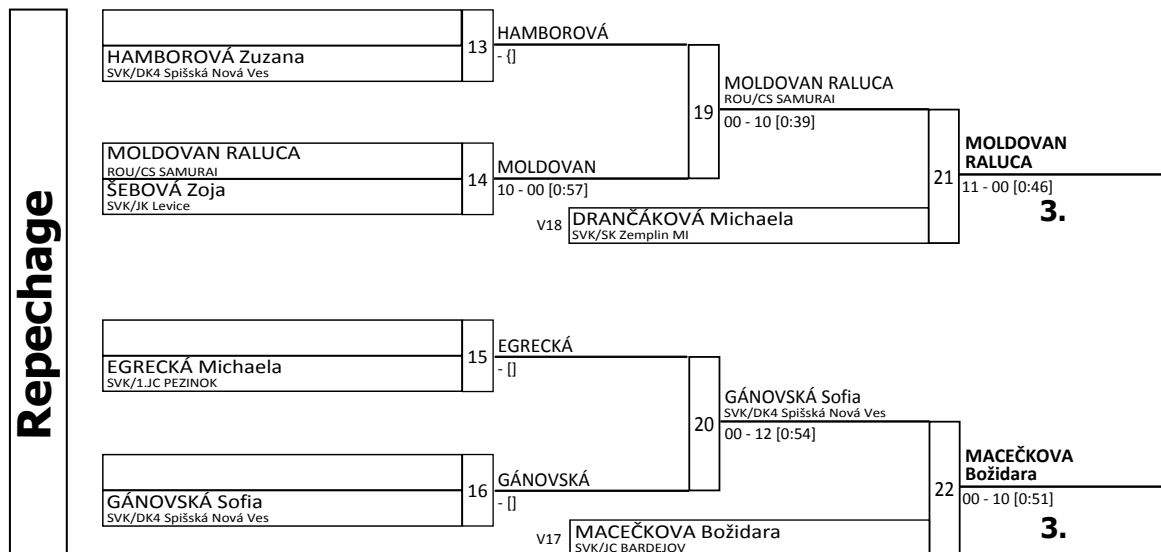 Repechage
HAMBOROVÁ Zuzana
SVK/DK4 Spišská Nová Ves
13
HAMBOROVÁ
- {]
MOLDOVAN RALUCA
ROU/CS SAMURAI
ŠEBOVÁ Zoja
SVK/JK Levice
14
MOLDOVAN
10 - 00 [0:57]
19
MOLDOVAN RALUCA
ROU/CS SAMURAI
00 - 10 [0:39]
V18
DRANČÁKOVÁ Michaela
SVK/SK Zemplin MI
21
MOLDOVAN
RALUCA
11 - 00 [0:46]
3.
EGRECKÁ Michaela
SVK/1.JC PEZINOK
15
EGRECKÁ
- []
GÁNOVSKÁ Sofia
SVK/DK4 Spišská Nová Ves
16
GÁNOVSKÁ
- []
20
GÁNOVSKÁ Sofia
SVK/DK4 Spišská Nová Ves
00 - 12 [0:54]
V17
MACEČKOVA Božidara
SVK/JC BARDEJOV
22
MACEČKOVA
Božidara
00 - 10 [0:51]
3.